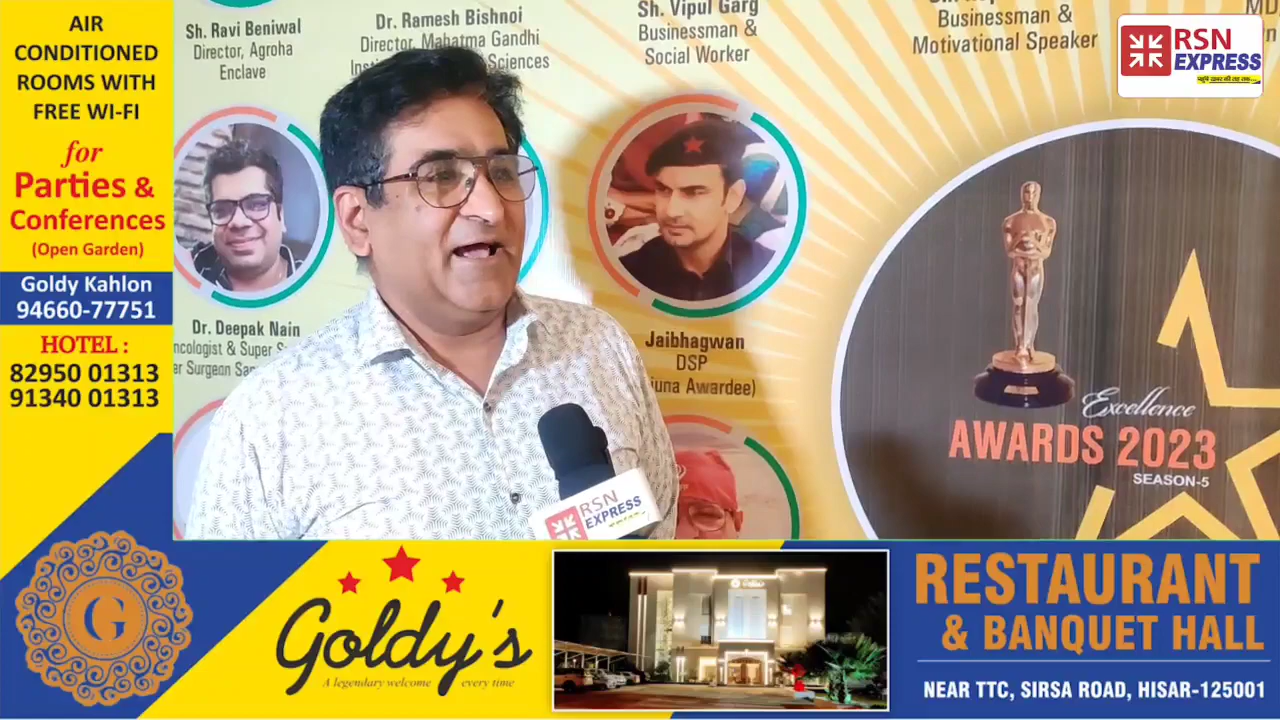 AIR
CONDITIONED
ROOMS WITH
FREE WI-FI
for
Parties &
Conferences
(Open Garden)
Goldy Kahlon
94660-77751
HOTEL :
82950 01313
91340 01313
Sh. Ravi Beniwal
Director, Agroha
Enclave
Dr. Ramesh Bishnoi
Director, Mahatma Gandhi
Sciences
Sh. Vipul Garg
Businessman &
Social Worker
Businessman &
Motivational Speaker
RSN
EXPRESS
Dr. Deepak Nain
Jaibhagwan
DSP
Awardee)
Excellence
AWARDS 2023
SEASON-5
RSN
EXPRESS
G
Goldy's
A legendary welcome every time
RESTAURANT
& BANQUET HALL
NEAR TTC, SIRSA ROAD, HISAR-125001